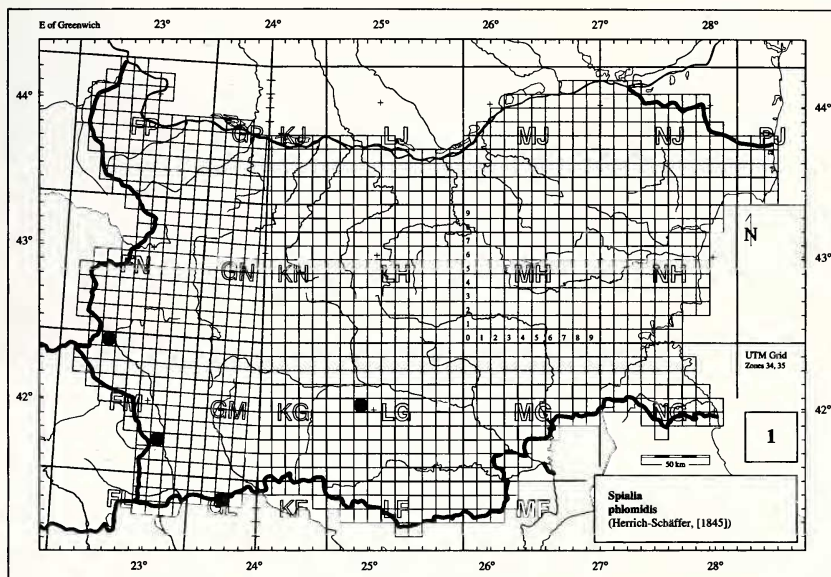 E of Greenwich
23° 24° 25° 26° 27° 28°
44° 44°
FP GP KJ LJ MJ NJ PJ
9
7
43° 6 N 43°
FN GN KN LH 5 MH NH
4
3
2
1
0 1 2 3 4 5 6 7 8 9
UTM Grid
Zones 34, 35
42° FM GM KG LG MG NG 42°
1
50 km
Spialia
phlomidis
(Herrich-Schäffer, [1845])
FL GL KF LF MF
23° 24° 25° 26° 27° 28°